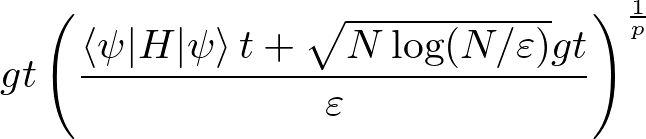 gt \left( \frac{\langle \psi | H | \psi \rangle \, t + \sqrt{N \log(N/\varepsilon)} gt}{\varepsilon} \right)^{\frac{1}{p}}